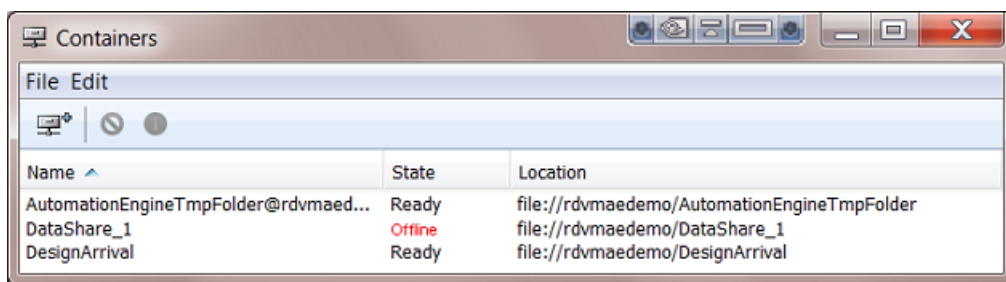 Containers
File Edit
Name State Location
AutomationEngineTmpFolder@rdvmaed... Ready file://rdvmaedemo/AutomationEngineTmpFolder
DataShare_1 Offline file://rdvmaedemo/DataShare_1
DesignArrival Ready file://rdvmaedemo/DesignArrival